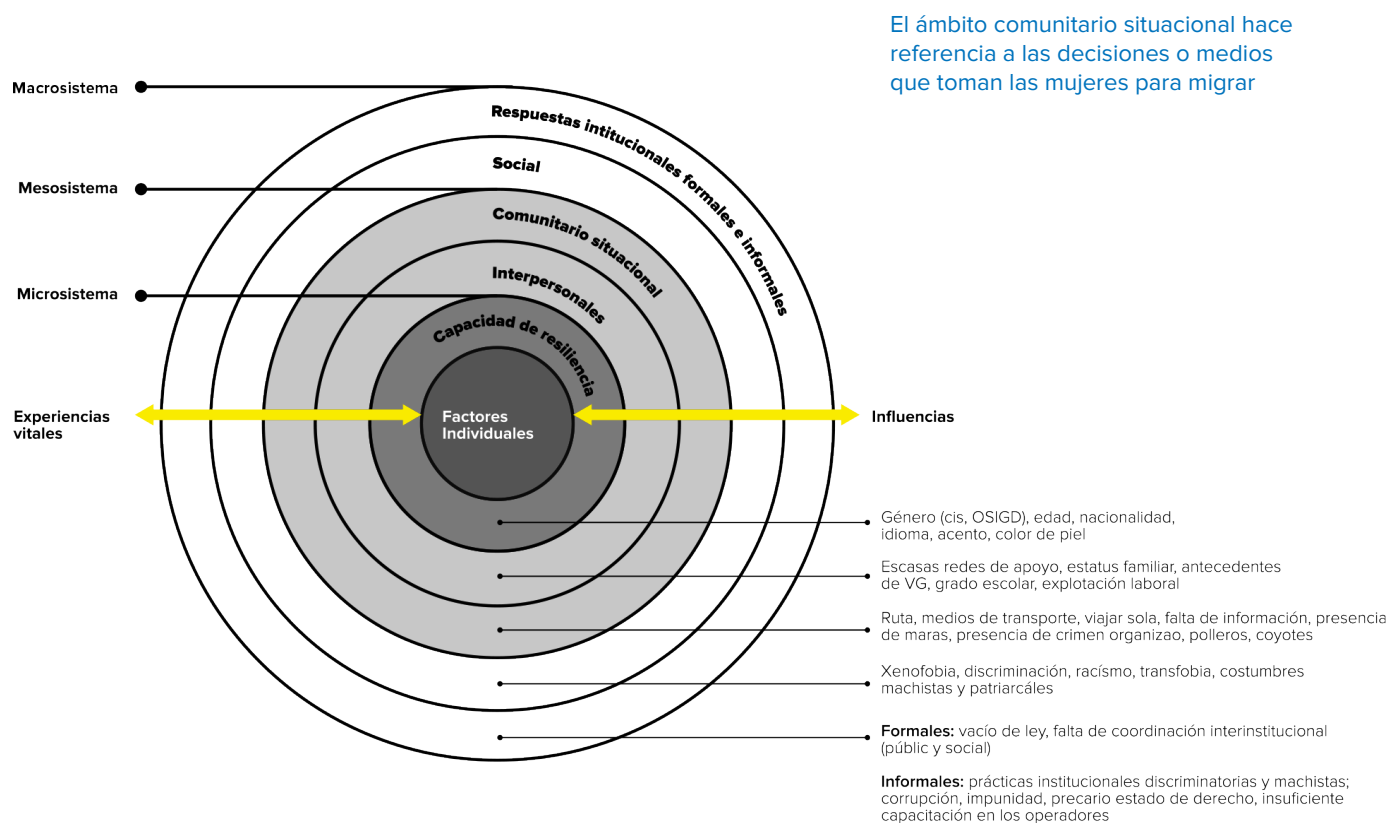 El ámbito comunitario situacional hace
referencia a las decisiones o medios
que toman las mujeres para migrar
Macrosistema
Respuestas intitucionales formales e informales
Social
Mesosistema
Comunitario situacional
Interpersonales
Microsistema
Capacidad de resiliencia
Experiencias
vitales
Factores
Individuales
Influencias
Género (cis, OSIGD), edad, nacionalidad,
idioma, acento, color de piel
Escasas redes de apoyo, estatus familiar, antecedentes
de VG, grado escolar, explotación laboral
Ruta, medios de transporte, viajar sola, falta de información, presencia
de maras, presencia de crimen organizao, polleros, coyotes
Xenofobia, discriminación, racísmo, transfobia, costumbres
machistas y patriarcáles
Formales: vacío de ley, falta de coordinación interinstitucional
(públic y social)
Informales: prácticas institucionales discriminatorias y machistas;
corrupción, impunidad, precario estado de derecho, insuficiente
capacitación en los operadores